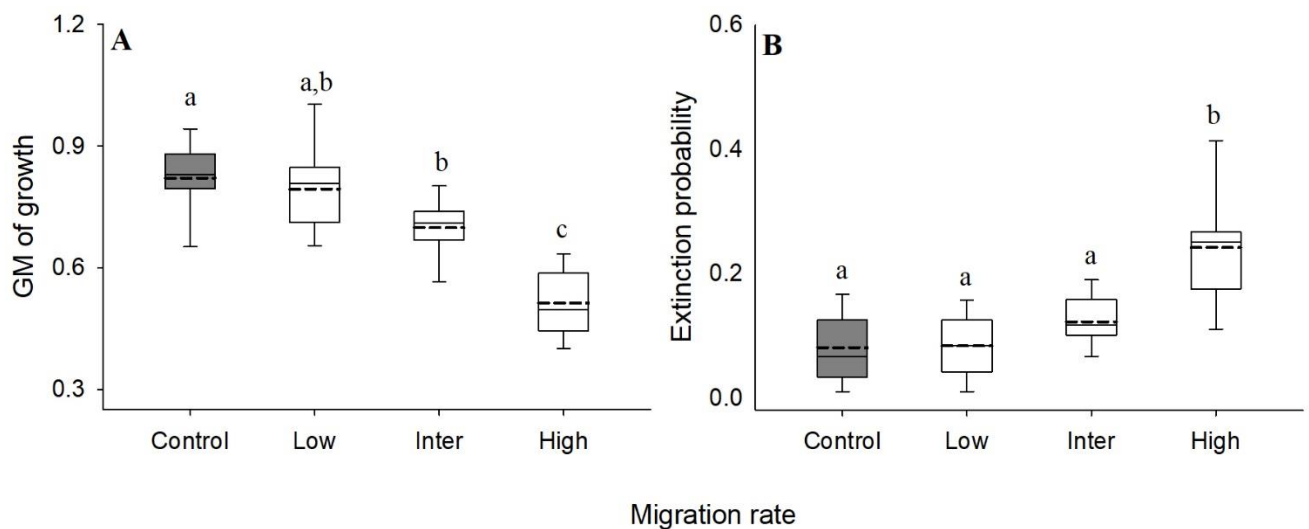 A
GM of growth
1.2
0.9
0.6
0.3
a
a,b
b
c
Control
Low
Inter
High
B
Extinction probability
0.6
0.4
0.2
0.0
a
a
a
b
Control
Low
Inter
High
Migration rate